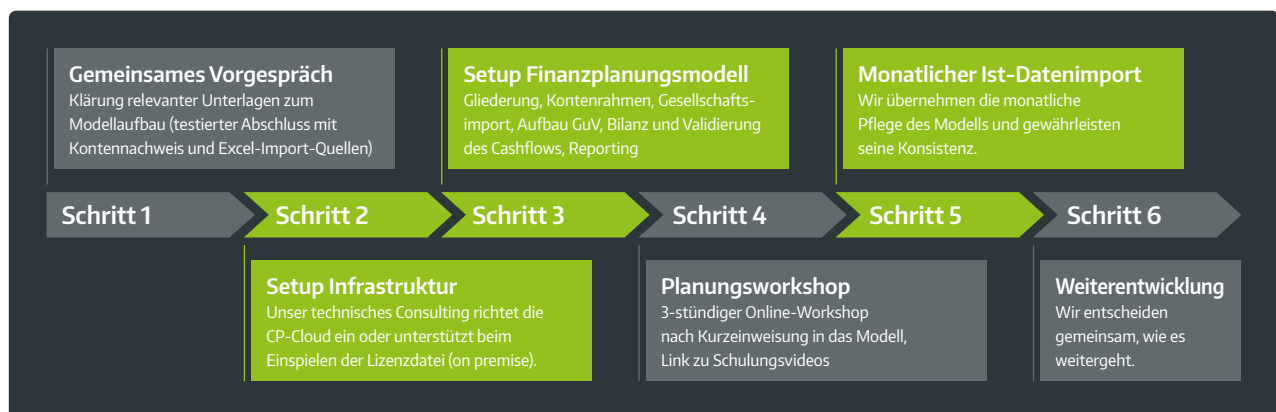 Gemeinsames Vorgespräch
Klärung relevanter Unterlagen zum
Modellaufbau (testierter Abschluss mit
Kontennachweis und Excel-Import-Quellen)
Setup Finanzplanungsmodell
Gliederung, Kontenrahmen, Gesellschafts-
import, Aufbau GuV, Bilanz und Validierung
des Cashflows, Reporting
Monatlicher Ist-Datenimport
Wir übernehmen die monatliche
Pflege des Modells und gewährleisten
seine Konsistenz.
Schritt 1
Schritt 2
Schritt 3
Schritt 4
Schritt 5
Schritt 6
Setup Infrastruktur
Unser technisches Consulting richtet die
CP-Cloud ein oder unterstützt beim
Einspielen der Lizenzdatei (on premise).
Planungsworkshop
3-stündiger Online-Workshop
nach Kurzeinweisung in das Modell,
Link zu Schulungsvideos
Weiterentwicklung
Wir entscheiden
gemeinsam, wie es
weitergeht.